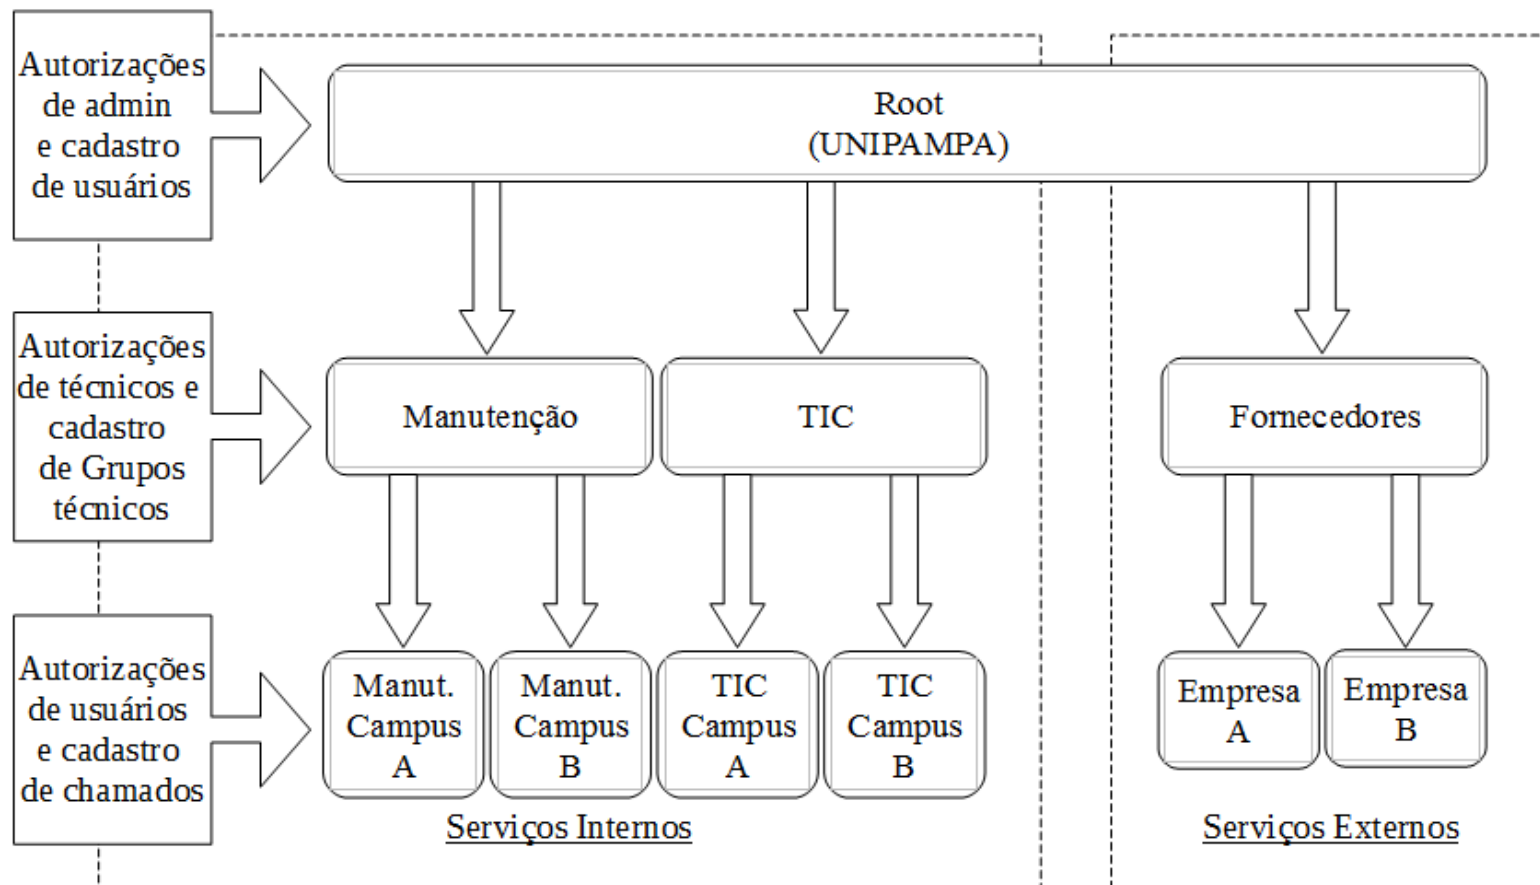 Autorizações
de admin
e cadastro
de usuários
Root
(UNIPAMPA)
Autorizações
de técnicos e
cadastro
de Grupos
técnicos
Manutenção
TIC
Fornecedores
Autorizações
de usuários
e cadastro
de chamados
Manut.
Campus
A
Manut.
Campus
B
TIC
Campus
A
TIC
Campus
B
Empresa
A
Empresa
B
Serviços Internos
Serviços Externos